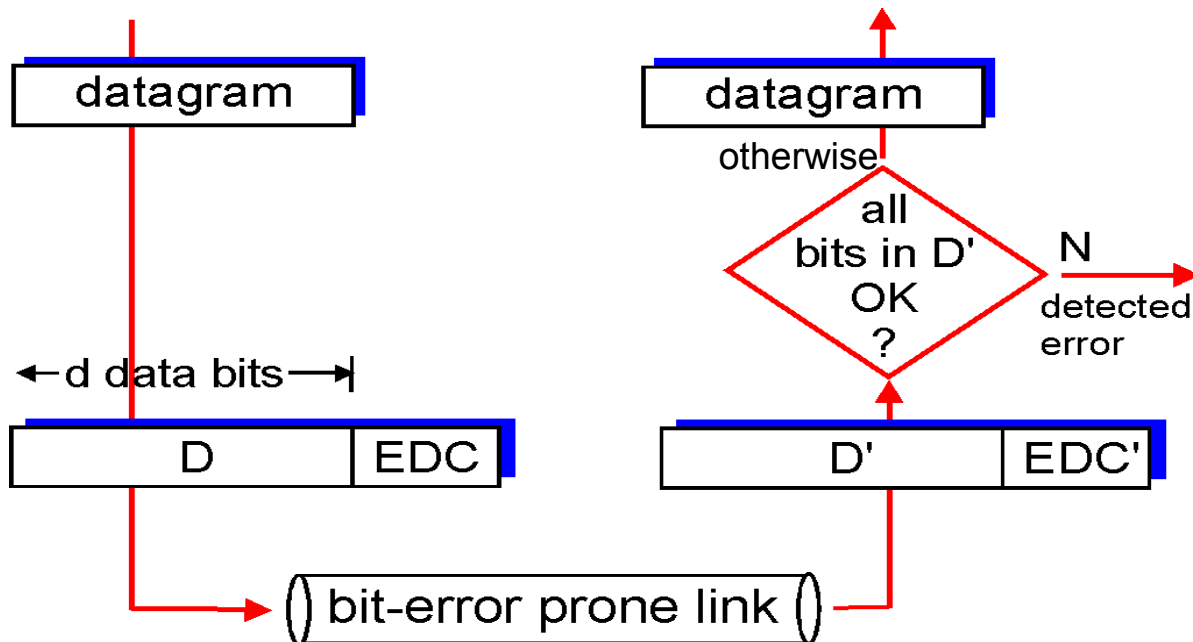 datagram
d data bits
D EDC
bit-error prone link
datagram
otherwise
all
bits in D'
OK
?
N
detected
error
D' EDC'